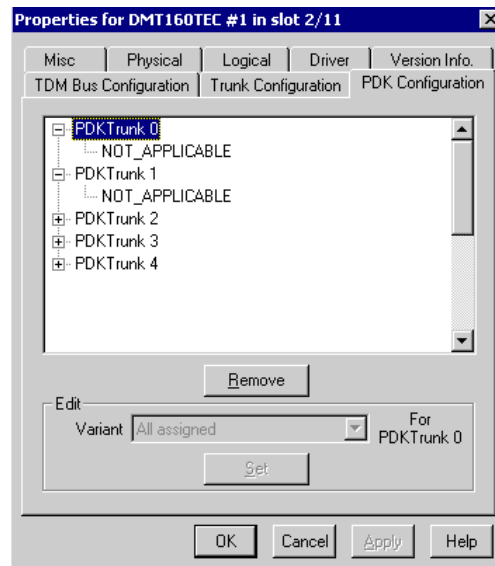 Properties for DMT160TEC #1 in slot 2/11
Misc Physical Logical Driver Version Info.
TDM Bus Configuration Trunk Configuration PDK Configuration
PDKTrunk 0
NOT_APPLICABLE
PDKTrunk 1
NOT_APPLICABLE
PDKTrunk 2
PDKTrunk 3
PDKTrunk 4
Remove
Edit
Variant All assigned For
PDKTrunk 0
Set
OK Cancel Apply Help